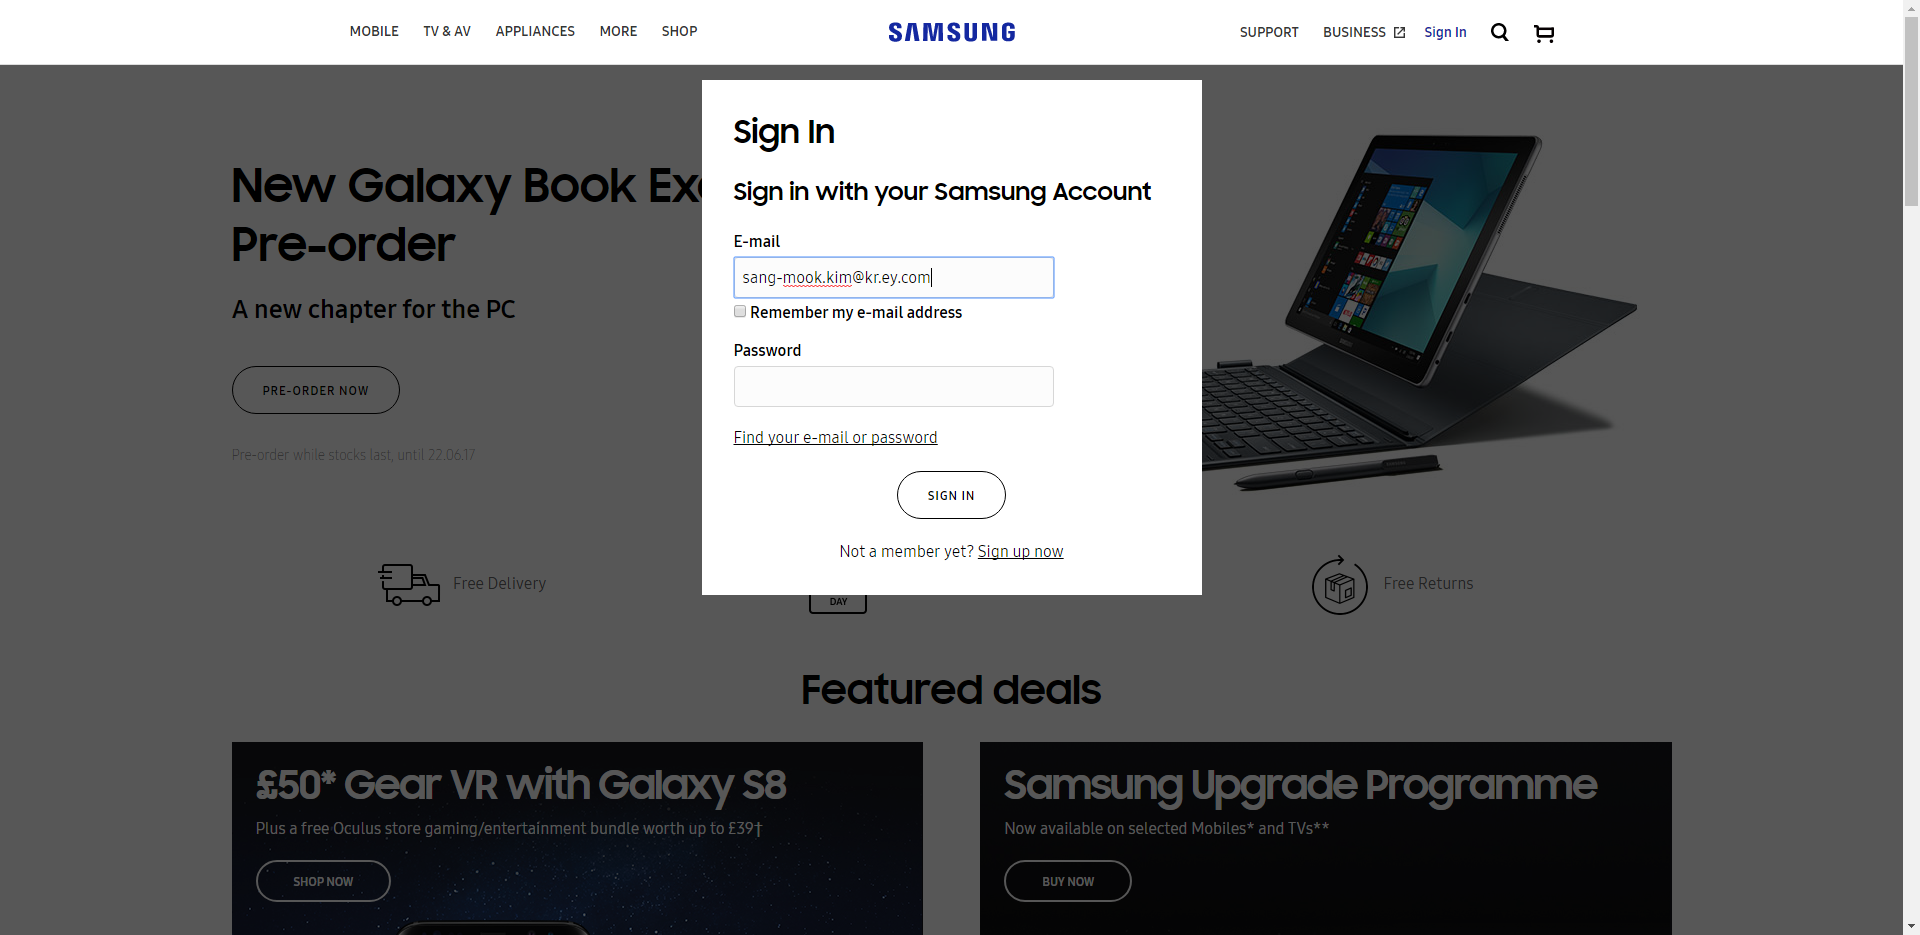 MOBILE TV & AV APPLIANCES MORE SHOP SAMSUNG SUPPORT BUSINESS Sign In
Sign In
Sign in with your Samsung Account
E-mail
sang-mook.kim@kr.ey.com
Remember my e-mail address
Password
Find your e-mail or password
SIGN IN
Not a member yet? Sign up now
New Galaxy Book
Pre-order
A new chapter for the PC
PRE-ORDER NOW
Pre-order while stocks last, until 22.06.17
Free Delivery
DAY
Free Returns
Featured deals
£50* Gear VR with Galaxy S8
Plus a free Oculus store gaming/entertainment bundle worth up to £39†
SHOP NOW
Samsung Upgrade Programme
Now available on selected Mobiles* and TVs**
BUY NOW